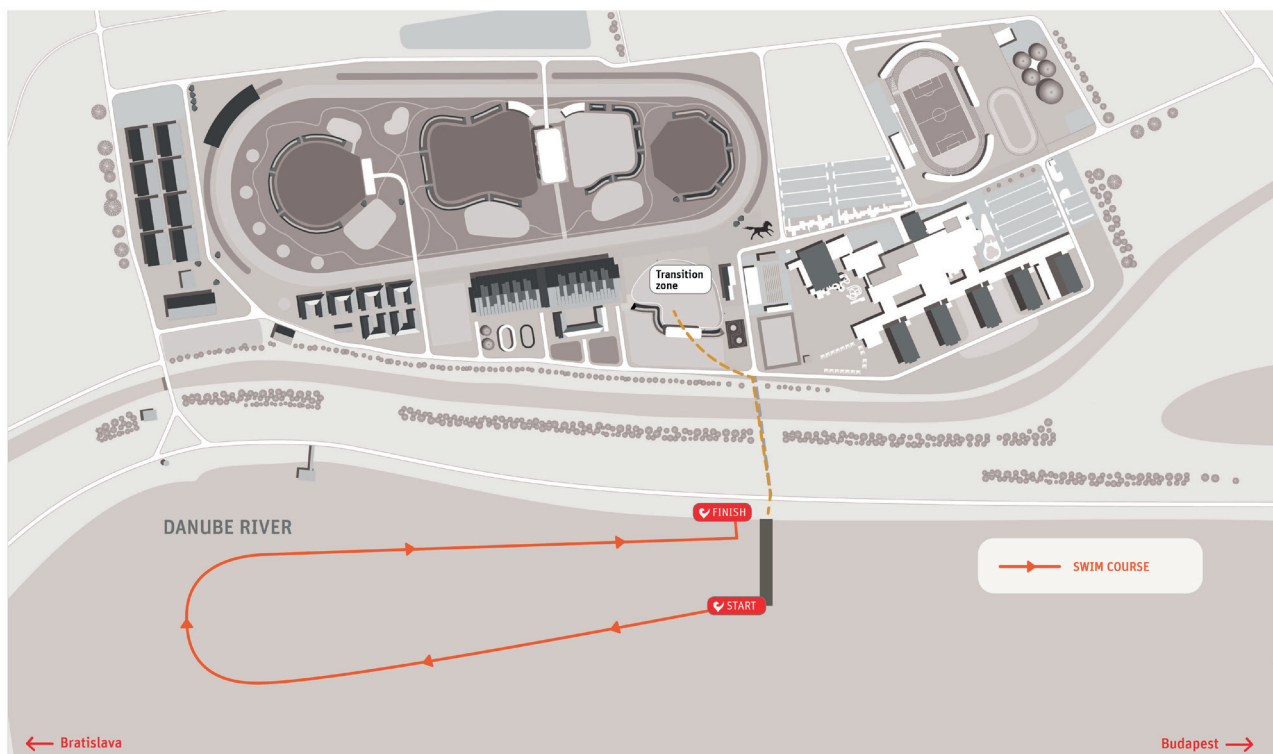 Transition
zone
FINISH
DANUBE RIVER
SWIM COURSE
START
Bratislava
Budapest